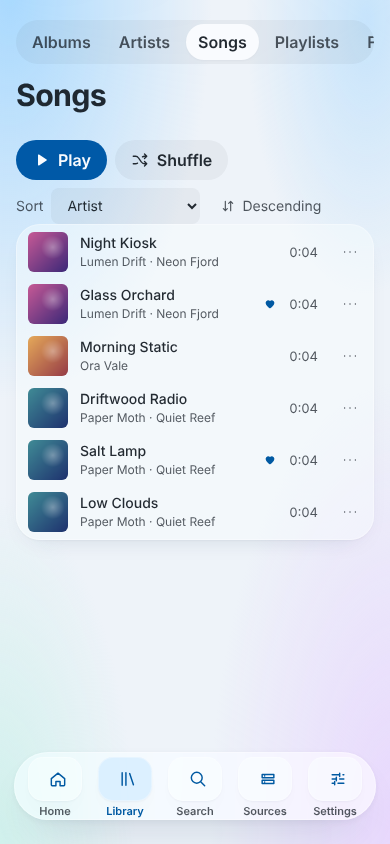 Albums Artists Songs Playlists F
Songs
Play Shuffle
Sort Artist Descending
Night Kiosk
Lumen Drift · Neon Fjord
0:04 ···
Glass Orchard
Lumen Drift · Neon Fjord
0:04 ···
Morning Static
Ora Vale
0:04 ···
Driftwood Radio
Paper Moth · Quiet Reef
0:04 ···
Salt Lamp
Paper Moth · Quiet Reef
0:04 ···
Low Clouds
Paper Moth · Quiet Reef
0:04 ···
Home Library Search Sources Settings